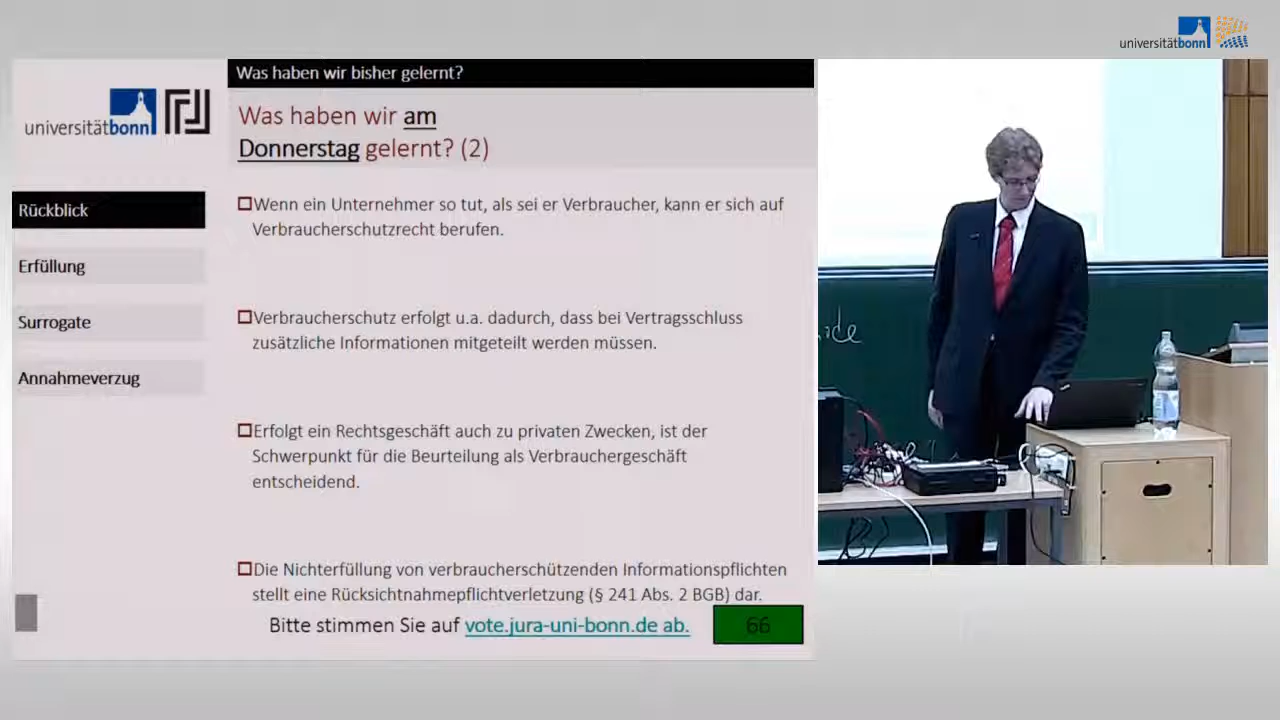 universitätbonn
Was haben wir bisher gelernt?
universitätbonn
Was haben wir am
Donnerstag gelernt? (2)
Rückblick
Erfüllung
Surrogate
Annahmeverzug
Wenn ein Unternehmer so tut, als sei er Verbraucher, kann er sich auf
Verbraucherschutzrecht berufen.
Verbraucherschutz erfolgt u.a. dadurch, dass bei Vertragsschluss
zusätzliche Informationen mitgeteilt werden müssen.
Erfolgt ein Rechtsgeschäft auch zu privaten Zwecken, ist der
Schwerpunkt für die Beurteilung als Verbrauchergeschäft
entscheidend.
Die Nichterfüllung von verbraucherschützenden Informationspflichten
stellt eine Rücksichtnahmepflichtverletzung (§ 241 Abs. 2 BGB) dar.
Bitte stimmen Sie auf vote.jura-uni-bonn.de ab.
66